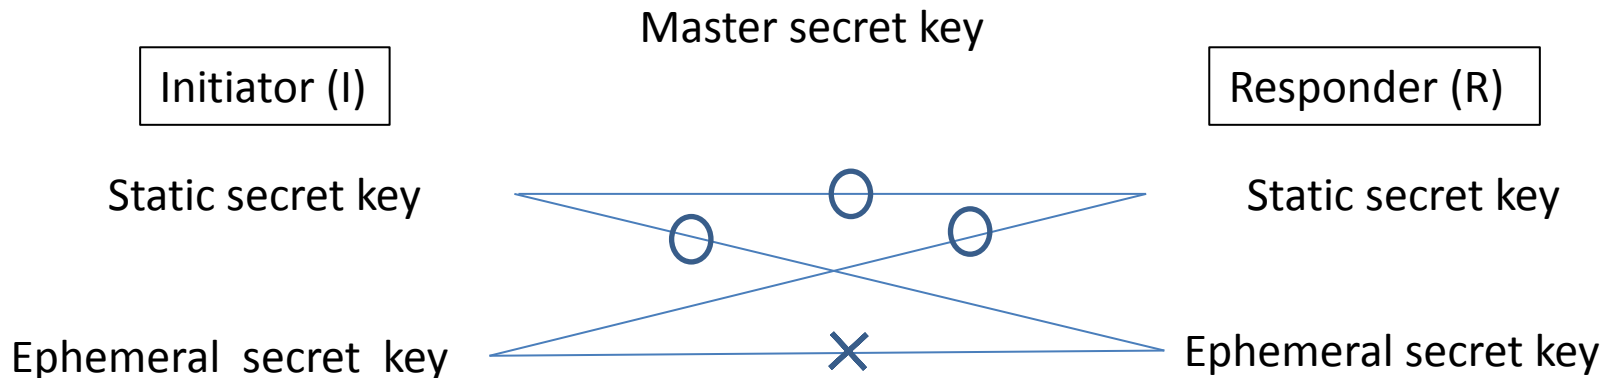 Master secret key
Initiator (I)
Responder (R)
Static secret key
Static secret key
Ephemeral secret key
Ephemeral secret key